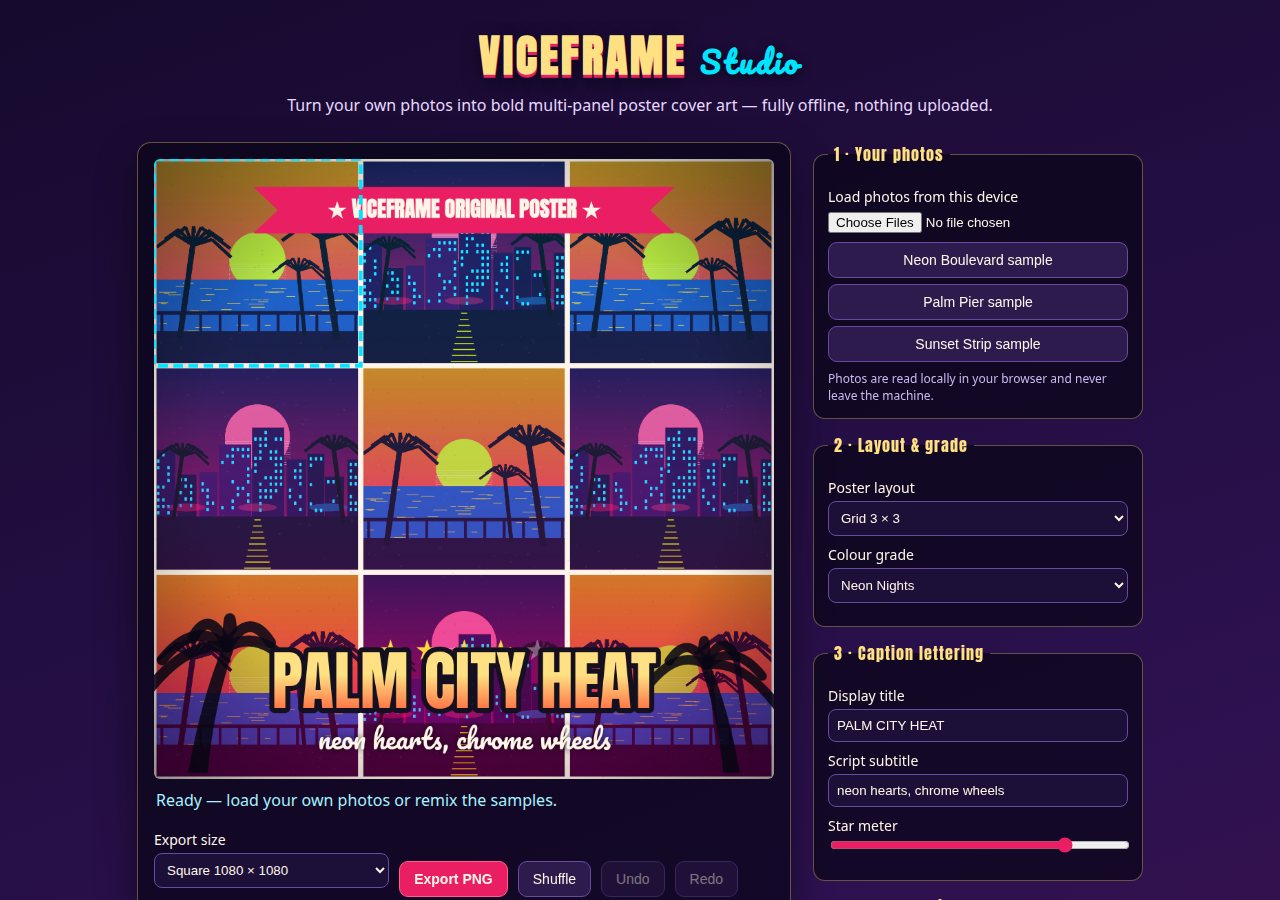 VICEFRAME Studio
Turn your own photos into bold multi-panel poster cover art — fully offline, nothing uploaded.
★ VICEFRAME ORIGINAL POSTER ★
PALM CITY HEAT
neon hearts, chrome wheels
Ready — load your own photos or remix the samples.
Export size
Square 1080 × 1080
Export PNG
Shuffle
Undo
Redo
1 · Your photos
Load photos from this device
Choose Files No file chosen
Neon Boulevard sample
Palm Pier sample
Sunset Strip sample
Photos are read locally in your browser and never
leave the machine.
2 · Layout & grade
Poster layout
Grid 3 × 3
Colour grade
Neon Nights
3 · Caption lettering
Display title
PALM CITY HEAT
Script subtitle
neon hearts, chrome wheels
Star meter